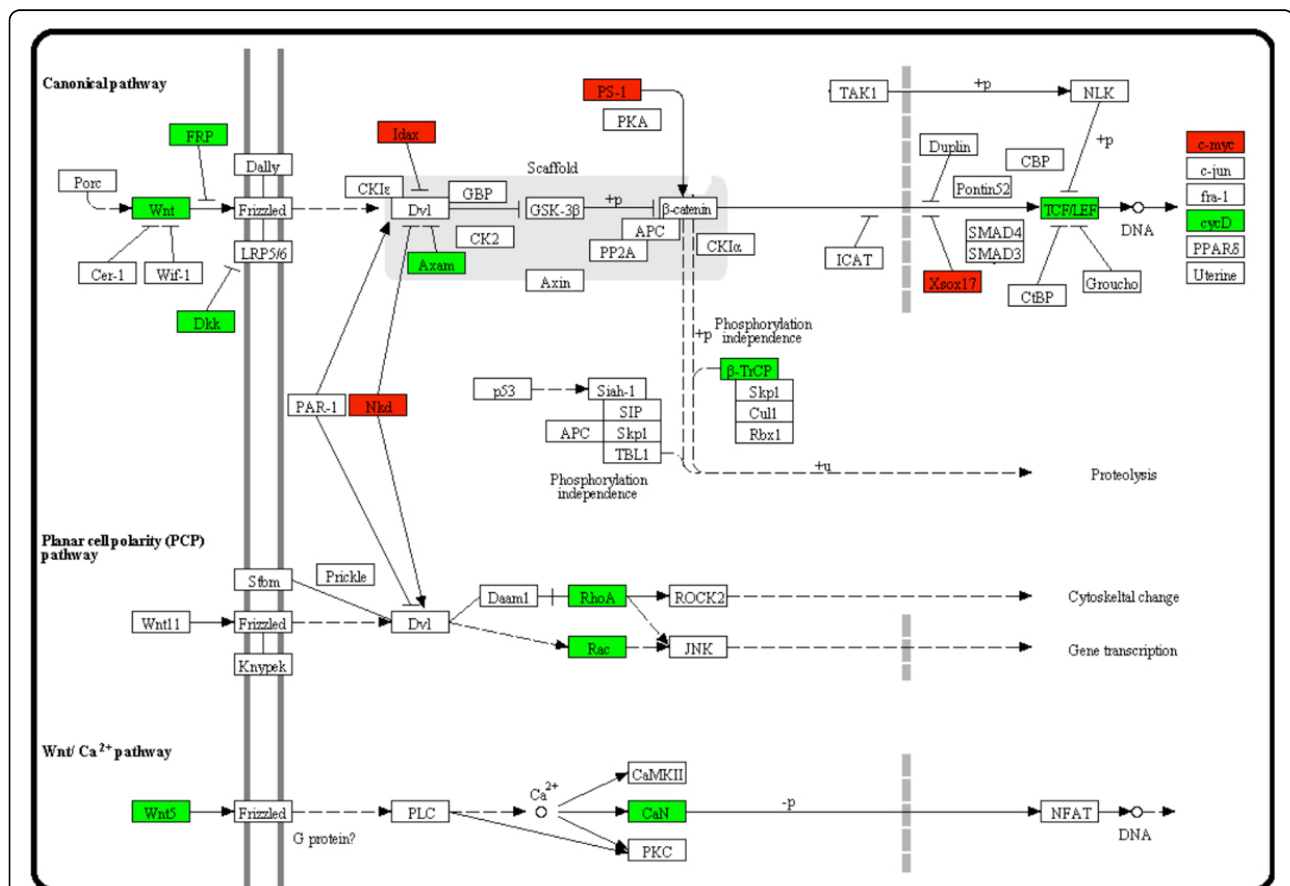 Canonical pathway
PS-1
PKA
TAK1
+p
NLK
FRP
Idax
+p
Duplin
CBP
c-myc
c-jun
fra-1
cycD
PPARδ
Uterine
Dally
Scaffold
Porc
CKIε
GBP
Pontin52
Wnt
Frizzled
Dvl
GSK-3β
+p
β-catenin
TCF/LEF
DNA
APC
CK2
PP2A
CKIα
SMAD4
SMAD3
LRP5/6
Cer-1
Wif-1
Axam
Axin
ICAT
Xsox17
CtBP
Groucho
Dkk
+p
Phosphorylation
independence
β-TrCP
Skp1
Cul1
Rbx1
p53
Siah-1
SIP
APC
Skp1
TBL1
PAR-1
Nkd
+u
Proteolysis
Phosphorylation
independence
Planar cell polarity (PCP)
pathway
Stbm
Prickle
Daam1
RhoA
ROCK2
Cytoskeltal change
Wnt11
Frizzled
Dvl
Rac
JNK
Gene transcription
Knypek
Wnt/ Ca2+ pathway
CaMKII
Ca2+
Wnt5
Frizzled
PLC
CaN
-p
NFAT
DNA
G protein?
PKC